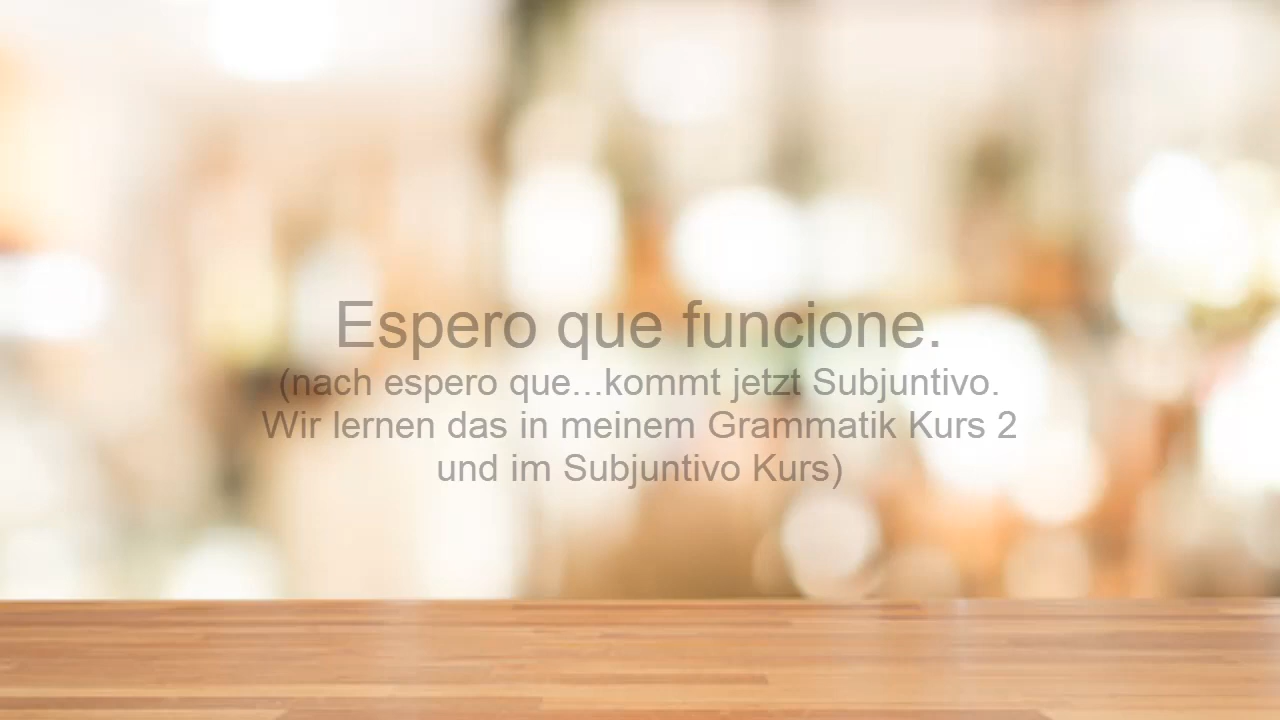 Espero que funcione.
(nach espero que...kommt jetzt Subjuntivo.
Wir lernen das in meinem Grammatik Kurs 2
und im Subjuntivo Kurs)